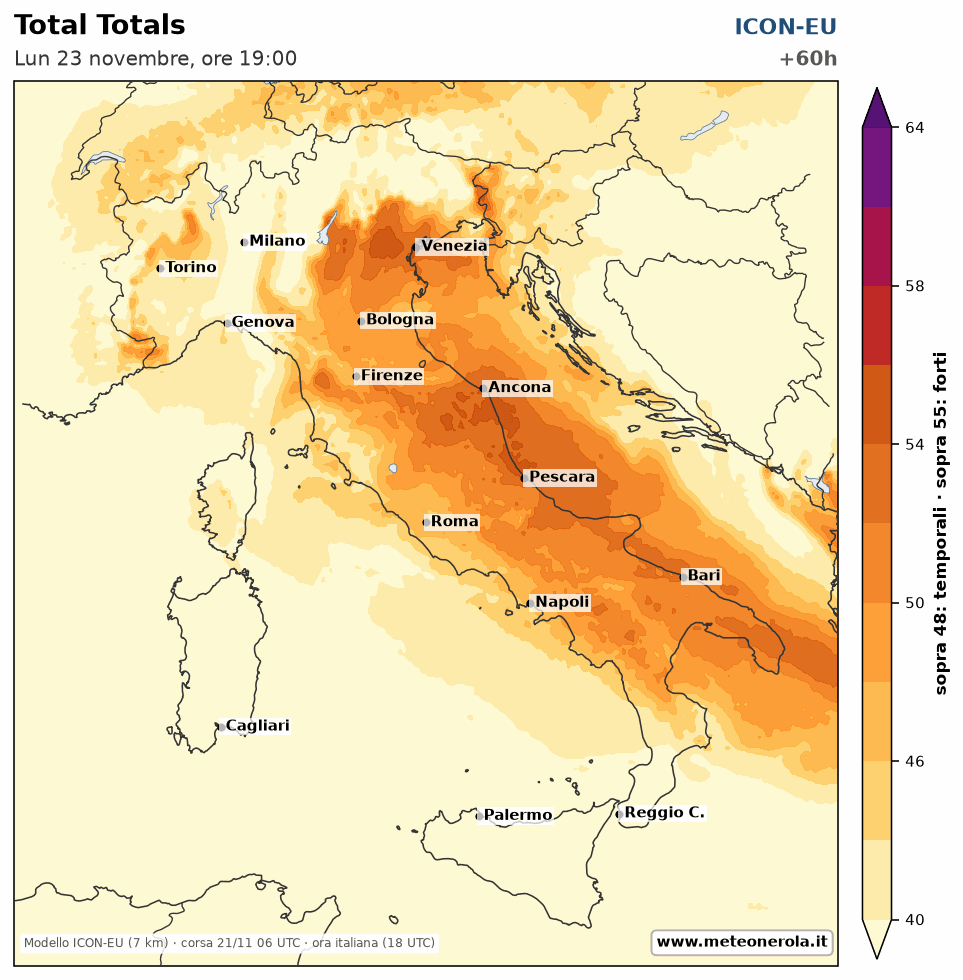 Total Totals
ICON-EU
Lun 23 novembre, ore 19:00
+60h
Milano
Venezia
Torino
Genova
Bologna
Firenze
Ancona
Pescara
Roma
Bari
Napoli
Cagliari
Palermo
Reggio C.
64
58
54
50
46
40
sopra 48: temporali · sopra 55: forti
Modello ICON-EU (7 km) · corsa 21/11 06 UTC · ora italiana (18 UTC)
www.meteonerola.it